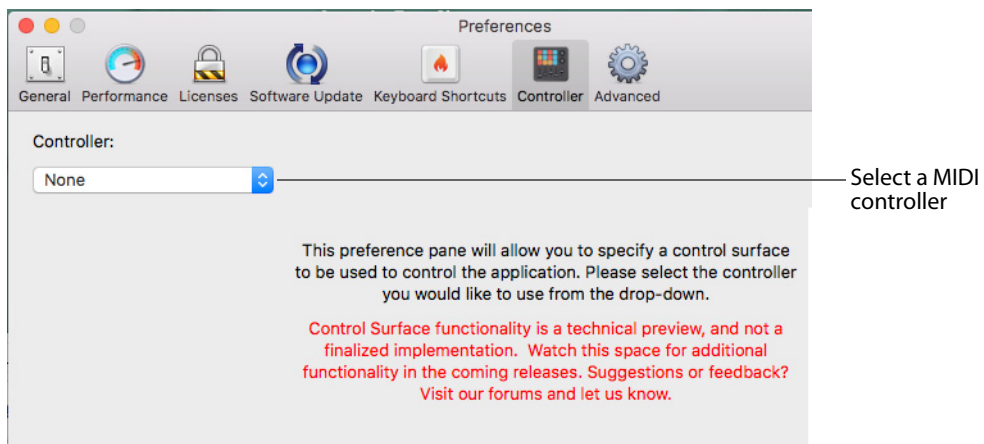 Preferences
General Performance Licenses Software Update Keyboard Shortcuts Controller Advanced
Controller:
None
Select a MIDI
controller
This preference pane will allow you to specify a control surface
to be used to control the application. Please select the controller
you would like to use from the drop-down.
Control Surface functionality is a technical preview, and not a
finalized implementation.  Watch this space for additional
functionality in the coming releases. Suggestions or feedback?
Visit our forums and let us know.